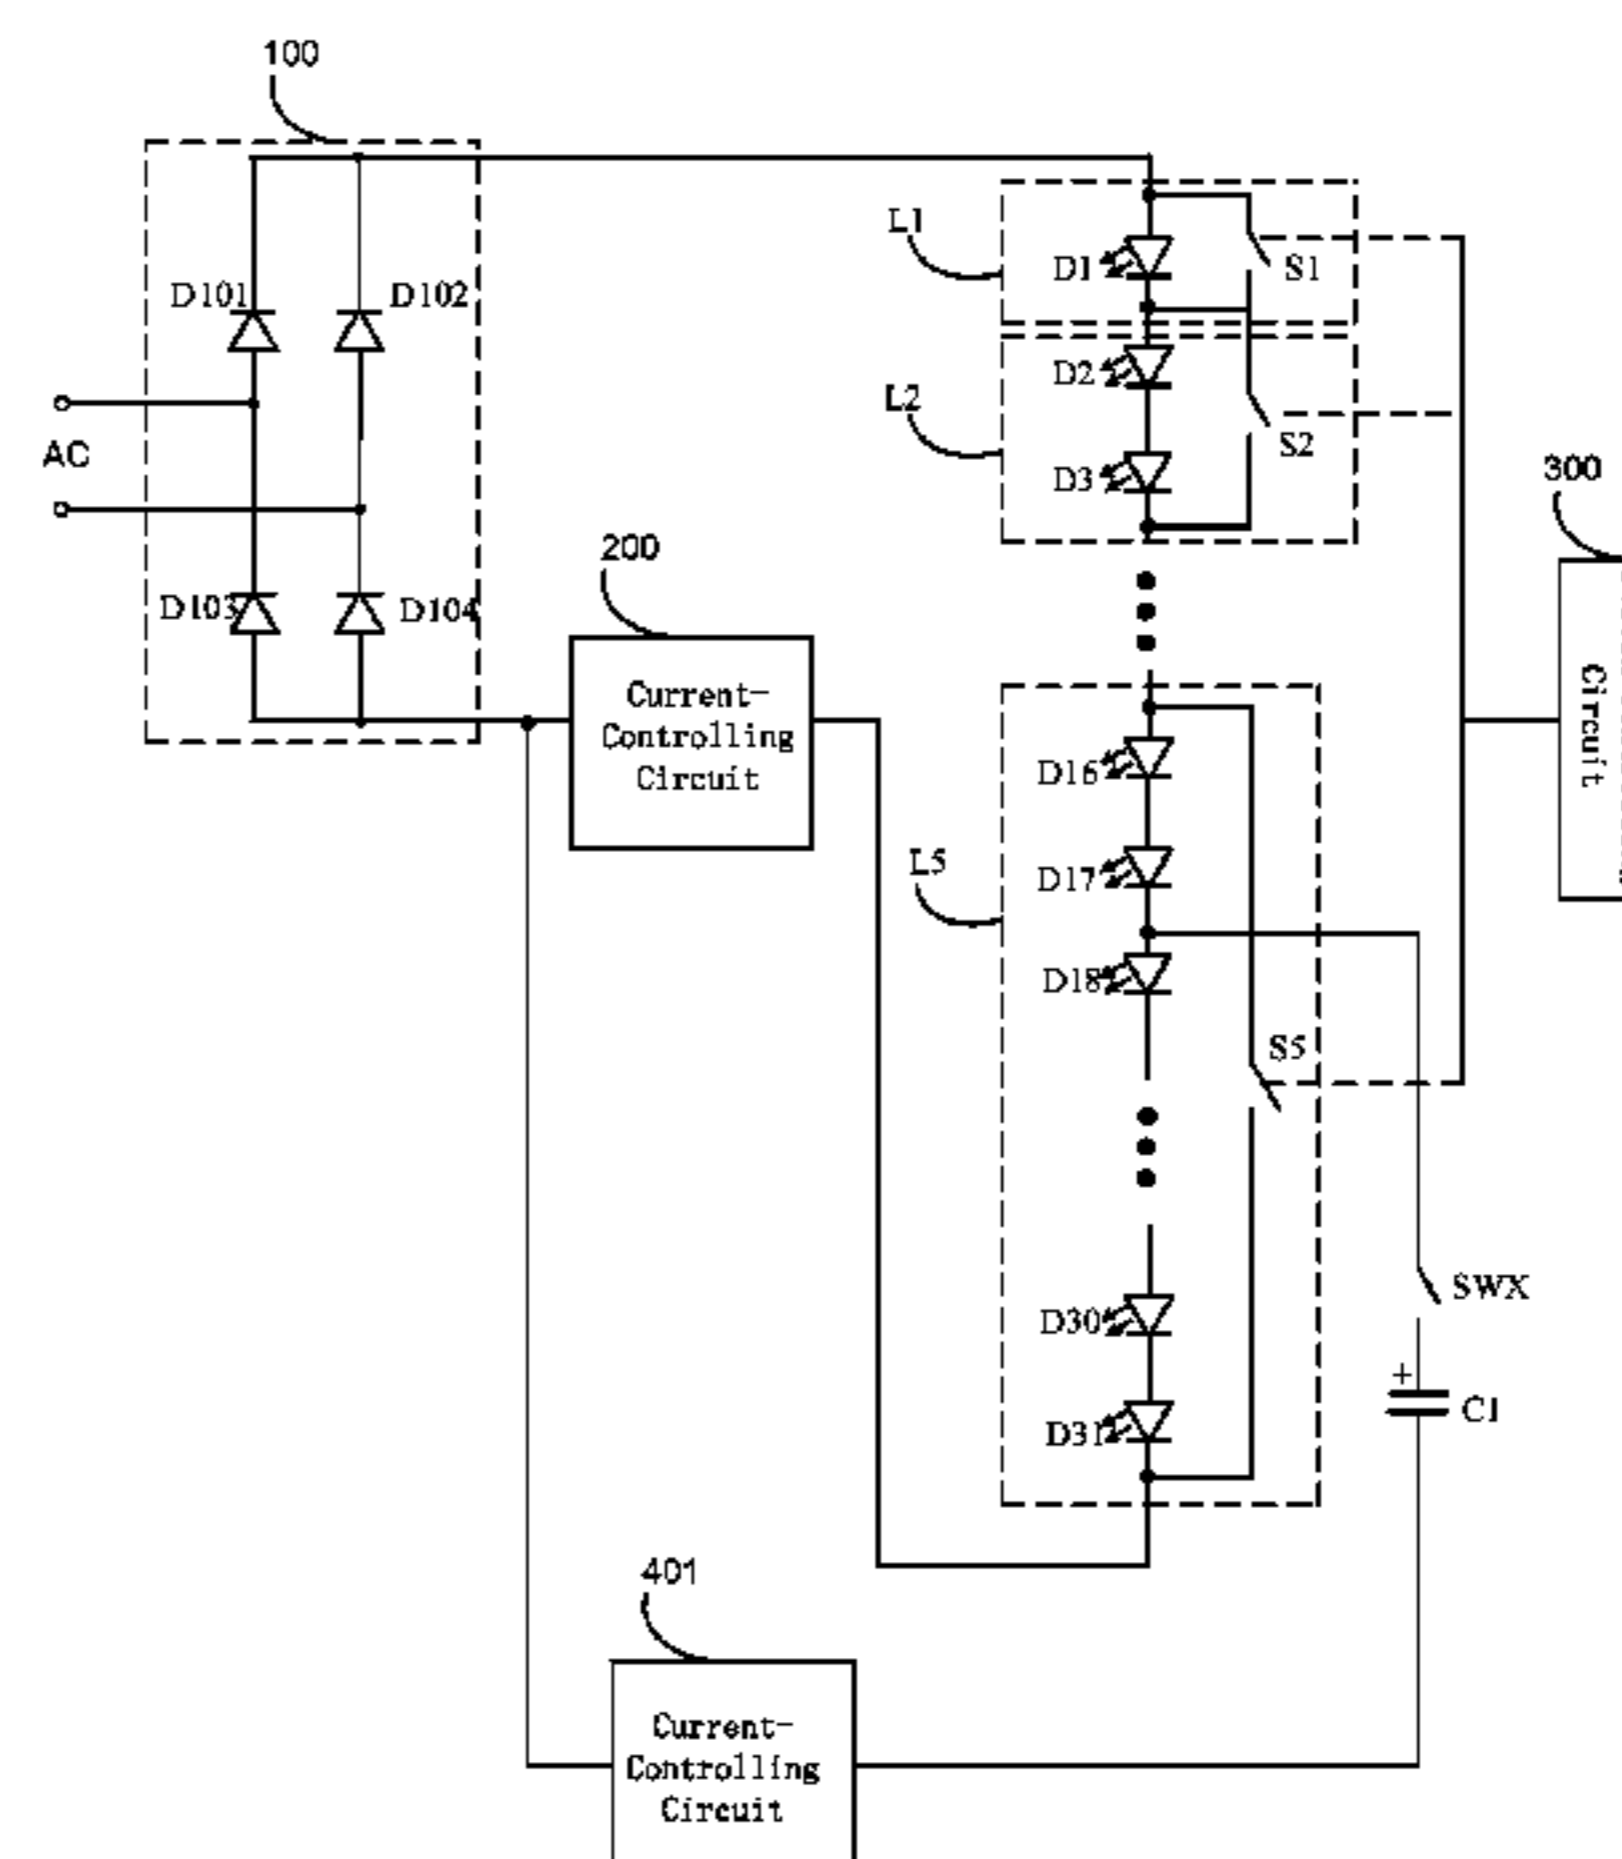 100
L1
D1
S1
D101
D102
D2
L2
AC
S2
D3
300
200
D103
D104
Current-
Controlling
Circuit
Circuit
D16
L5
D17
D18
S5
SWX
D30
+
C1
D31
401
Current-
Controlling
Circuit